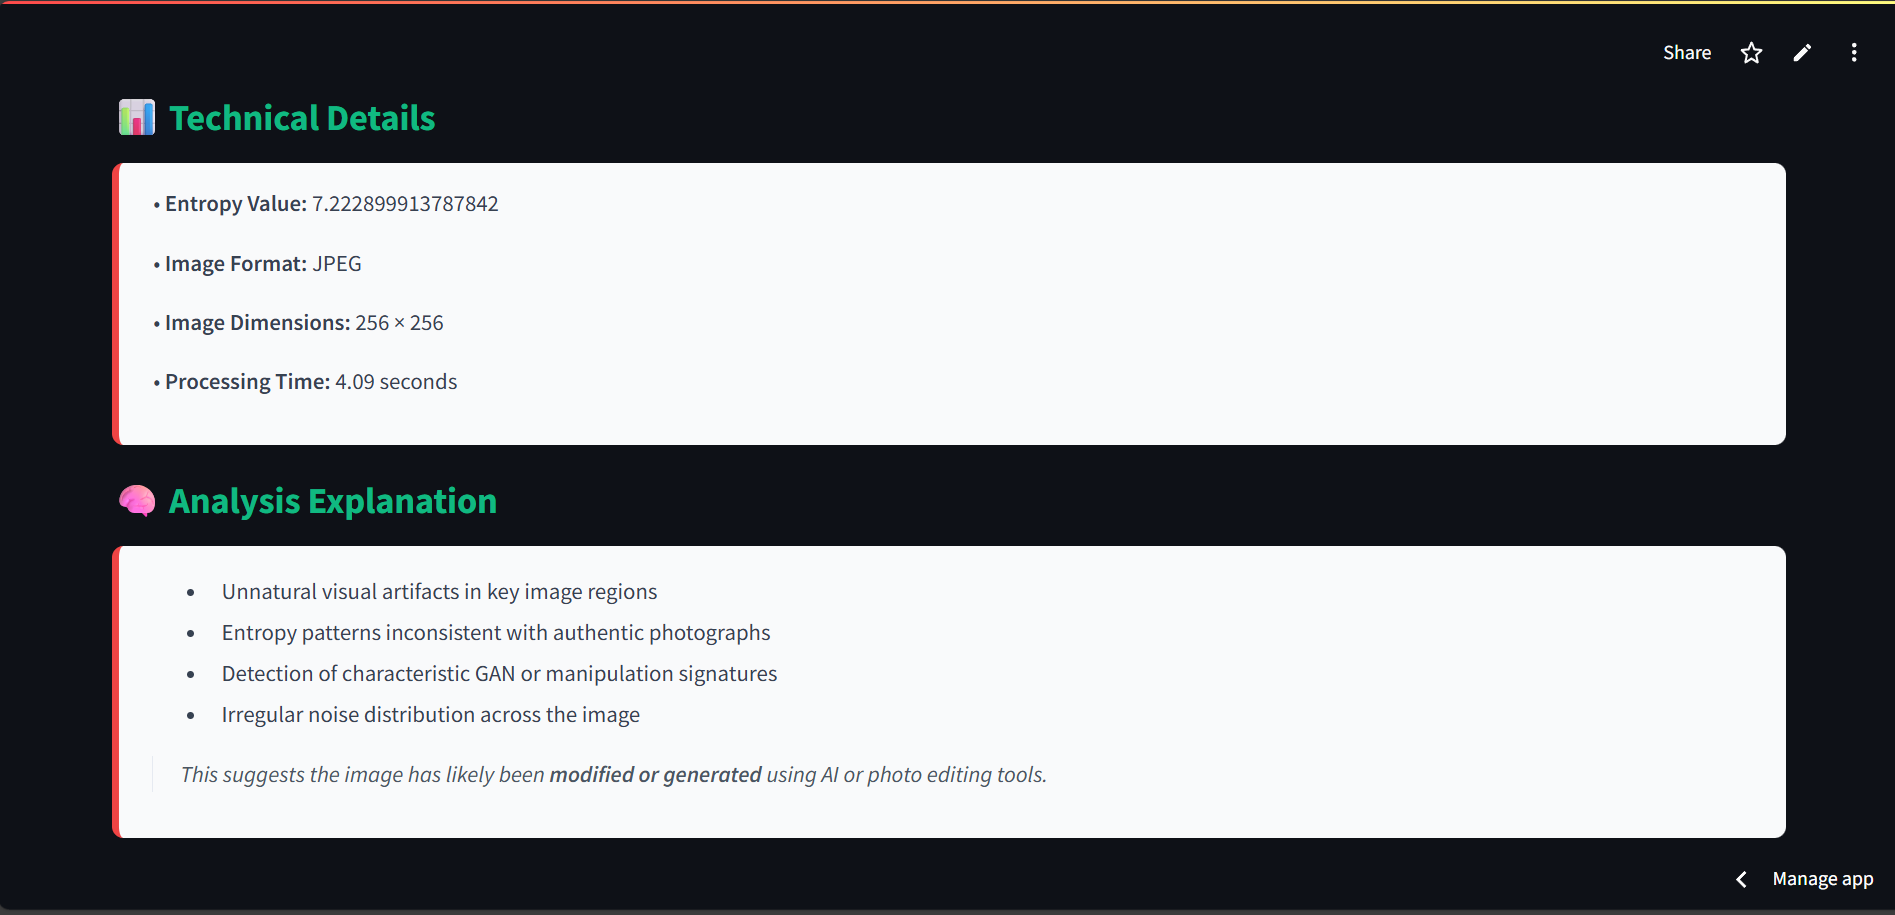 Share
📊 Technical Details
• Entropy Value: 7.222899913787842
• Image Format: JPEG
• Image Dimensions: 256 × 256
• Processing Time: 4.09 seconds
🧠 Analysis Explanation
• Unnatural visual artifacts in key image regions
• Entropy patterns inconsistent with authentic photographs
• Detection of characteristic GAN or manipulation signatures
• Irregular noise distribution across the image
This suggests the image has likely been modified or generated using AI or photo editing tools.
Manage app